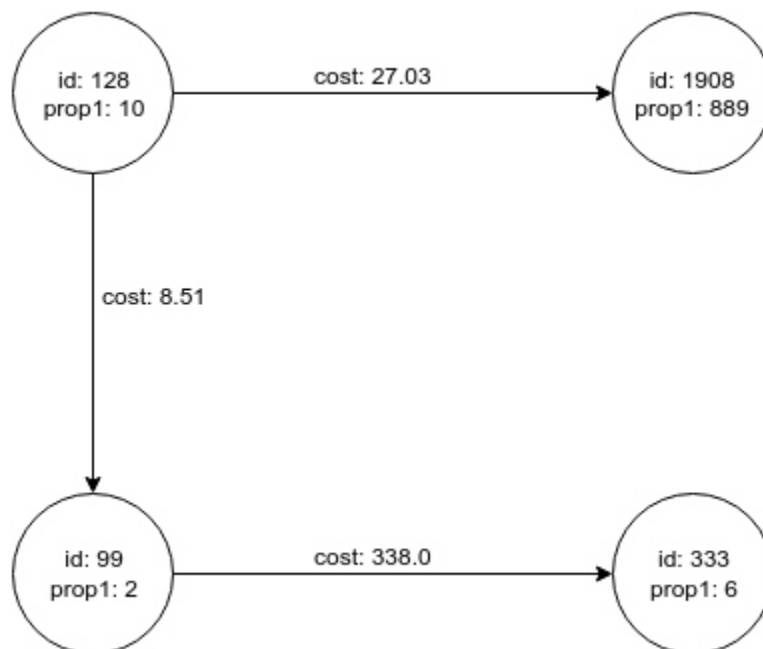 id: 128
prop1: 10
cost: 27.03
id: 1908
prop1: 889
cost: 8.51
id: 99
prop1: 2
cost: 338.0
id: 333
prop1: 6